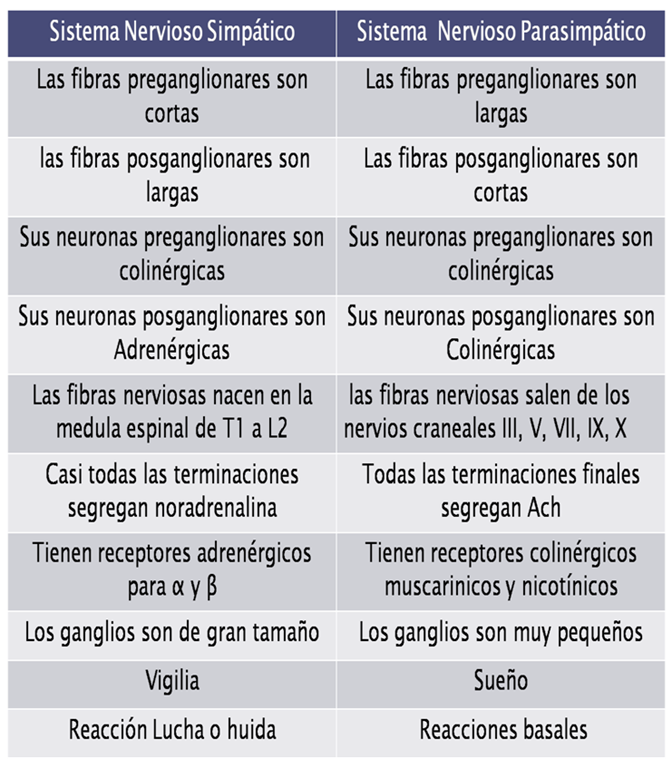 Sistema Nervioso Simpático
Sistema Nervioso Parasimpático
Las fibras preganglionares son
cortas
Las fibras preganglionares son
largas
las fibras posganglionares son
largas
Las fibras posganglionares son
cortas
Sus neuronas preganglionares son
colinérgicas
Sus neuronas preganglionares son
colinérgicas
Sus neuronas posganglionares son
Adrenérgicas
Sus neuronas posganglionares son
Colinérgicas
Las fibras nerviosas nacen en la
medula espinal de T1 a L2
las fibras nerviosas salen de los
nervios craneales III, V, VII, IX, X
Casi todas las terminaciones
segregan noradrenalina
Todas las terminaciones finales
segregan Ach
Tienen receptores adrenérgicos
para α y β
Tienen receptores colinérgicos
muscarinicos y nicotínicos
Los ganglios son de gran tamaño
Los ganglios son muy pequeños
Vigilia
Sueño
Reacción Lucha o huida
Reacciones basales